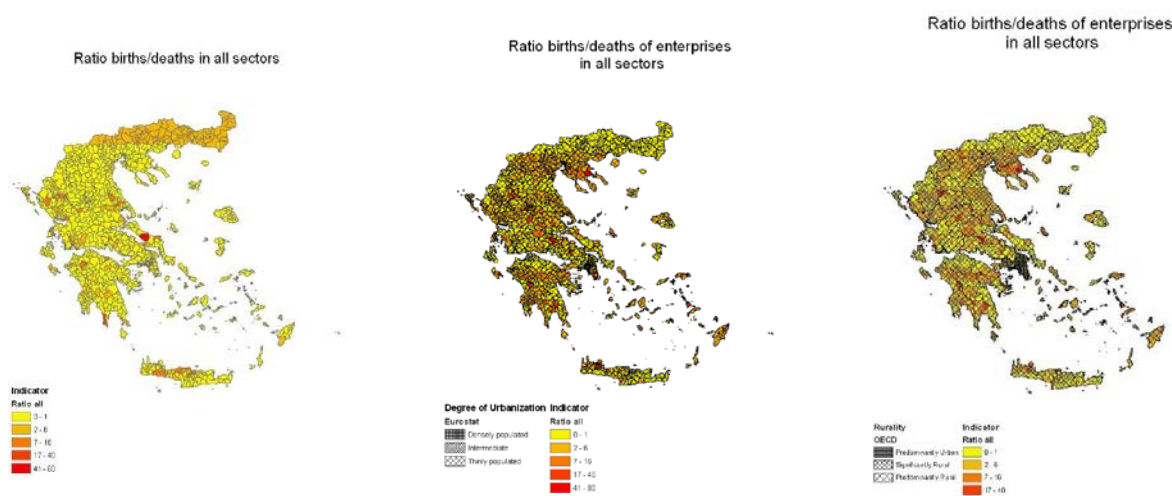 Ratio births/deaths in all sectors
Indicator
Ratio all
0 - 1
2 - 6
7 - 16
17 - 40
41 - 80
Ratio births/deaths of enterprises
in all sectors
Degree of Urbanization Indicator
Eurostat Ratio all
Densely populated 0 - 1
Intermediate 2 - 6
Thinly populated 7 - 16
17 - 40
41 - 80
Ratio births/deaths of enterprises
in all sectors
Rurality Indicator
OECD Ratio all
Predominantly Urban 0 - 1
Significantly Rural 2 - 6
Predominantly Rural 7 - 16
17 - 40